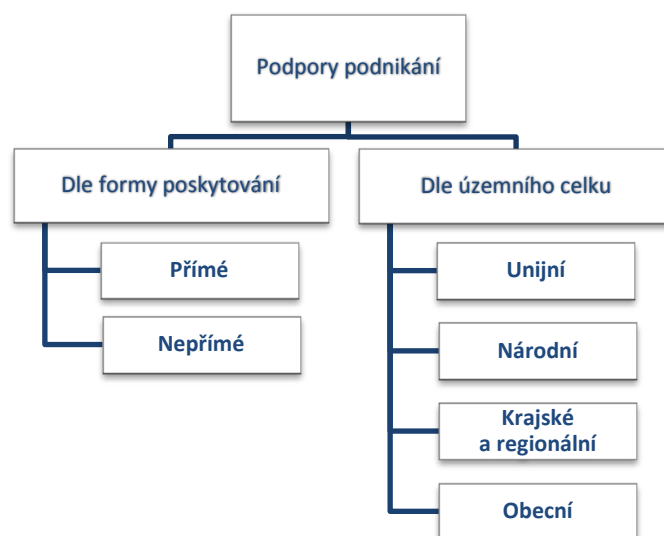 Podpory podnikání
Dle formy poskytování
Přímé
Nepřímé
Dle územního celku
Unijní
Národní
Krajské
a regionální
Obecní